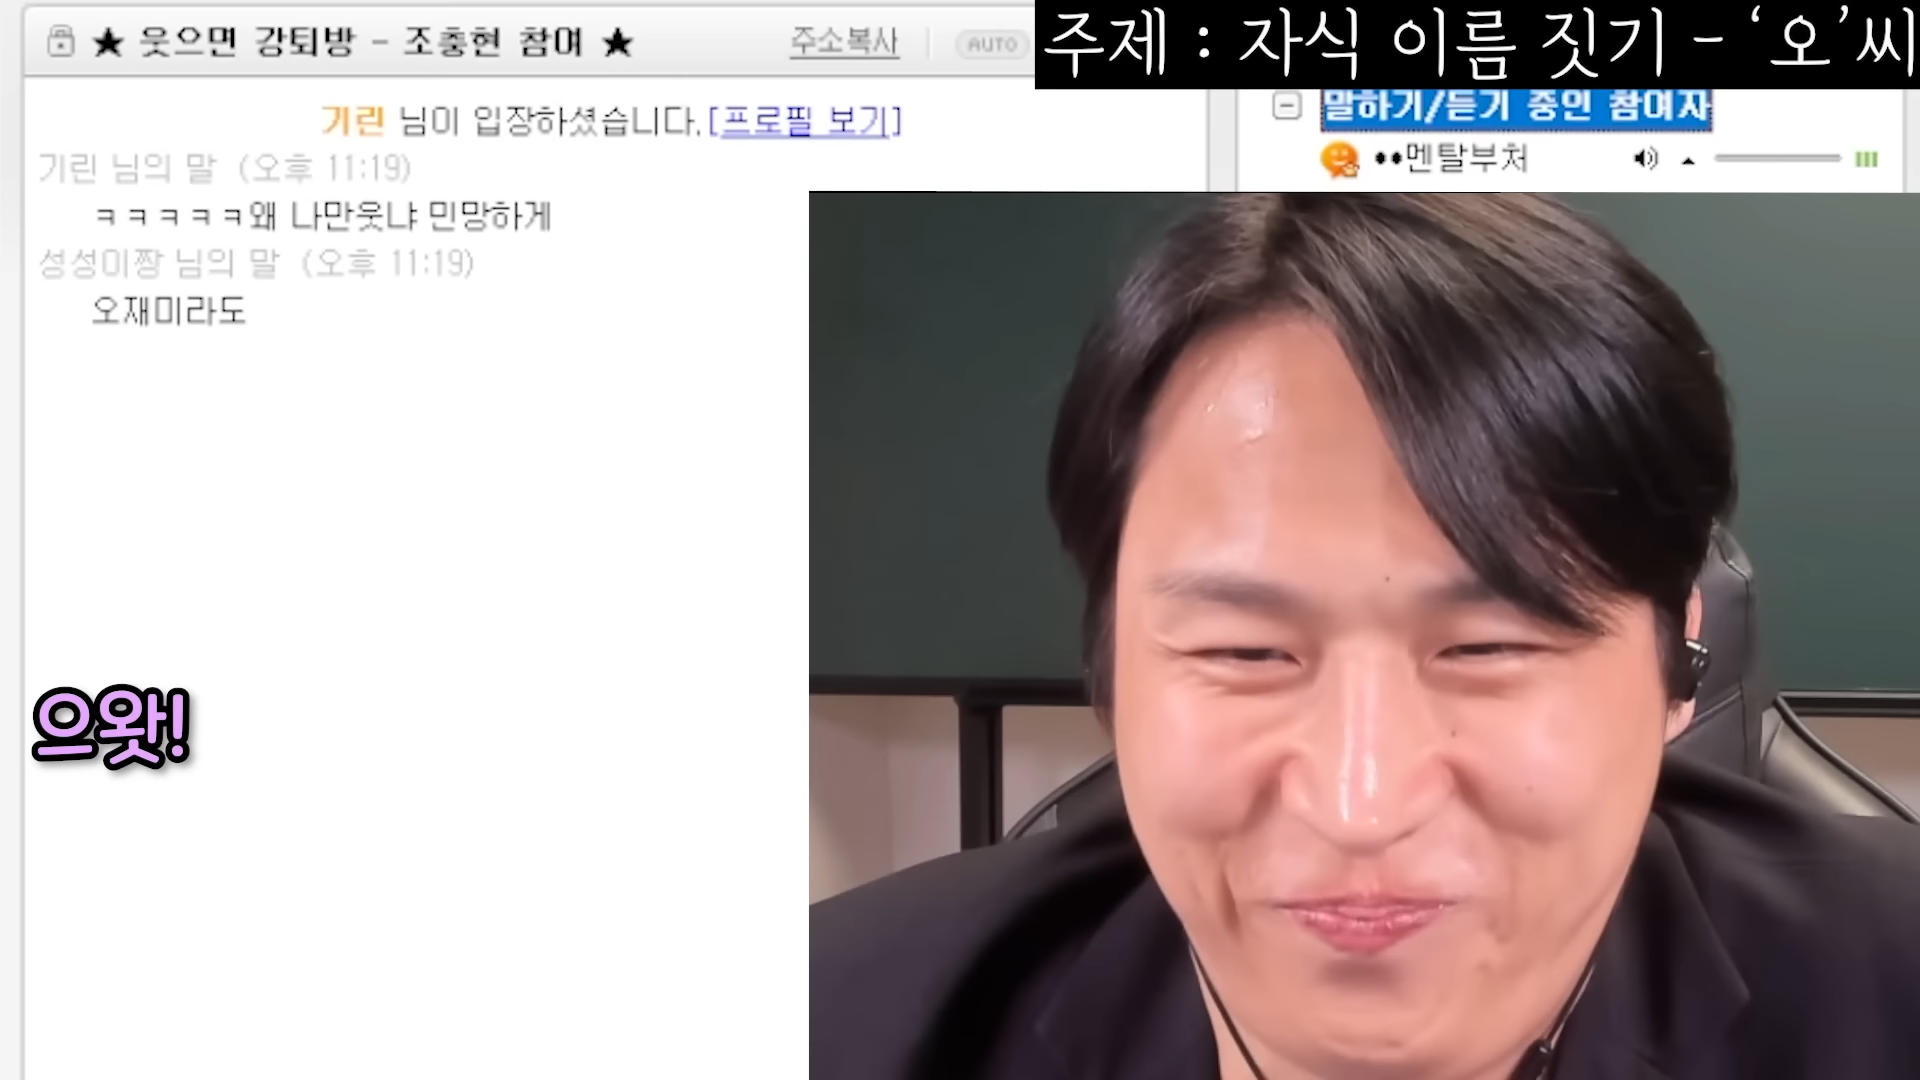 ★ 웃으면 강퇴방 - 조충현 참여 ★
주소복사
AUTO
주제 : 자식 이름 짓기 - ‘오’씨
기린 님이 입장하셨습니다.[프로필 보기]
기린 님의 말 (오후 11:19)
ㅋㅋㅋㅋㅋ왜 나만웃냐 민망하게
성성이짱 님의 말 (오후 11:19)
오재미라도
말하기/듣기 중인 참여자
••멘탈부처
으왓!